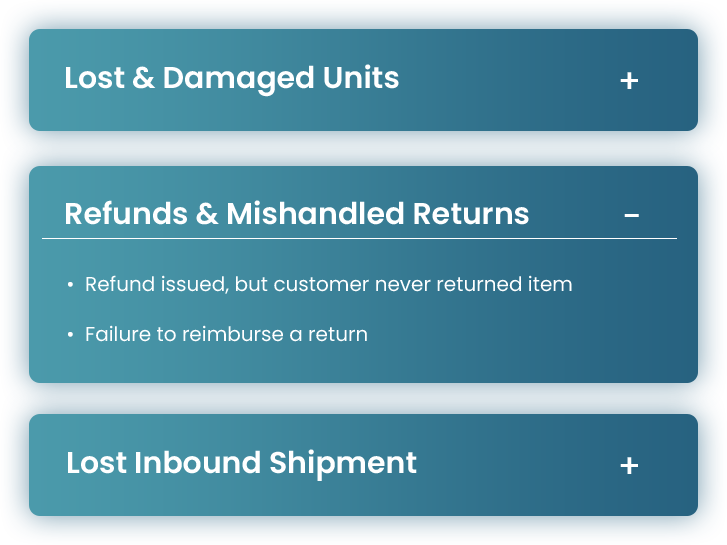 Lost & Damaged Units +
Refunds & Mishandled Returns −
• Refund issued, but customer never returned item
• Failure to reimburse a return
Lost Inbound Shipment +